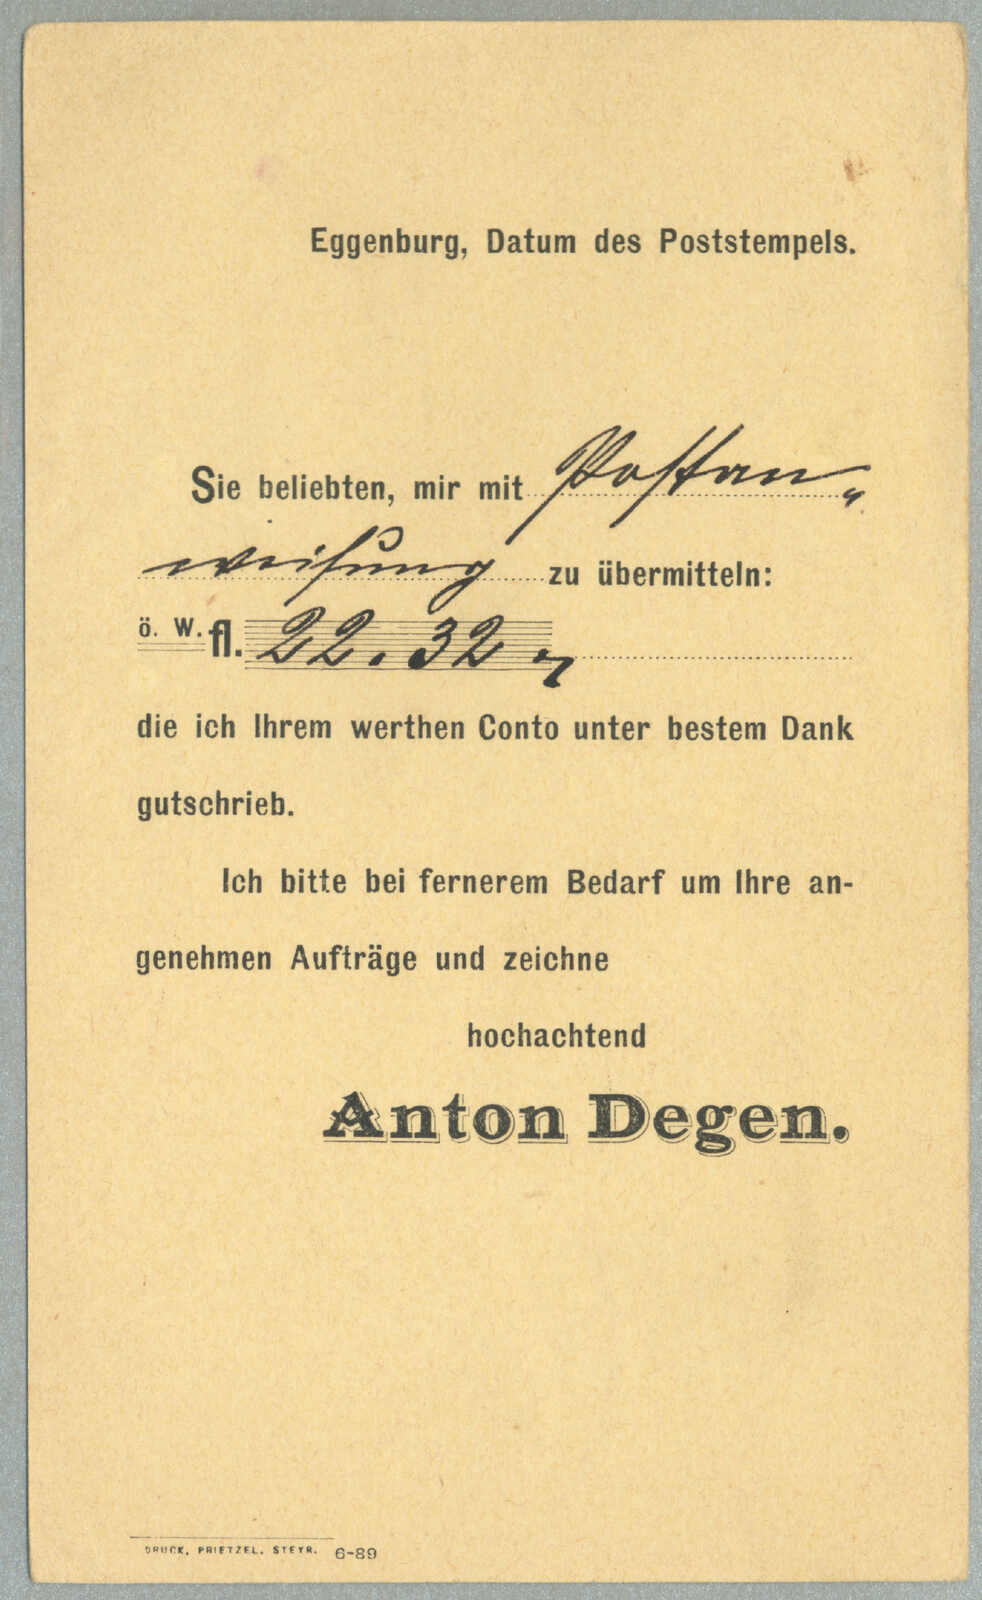 Eggenburg, Datum des Poststempels.
Sie beliebten, mir mit Postan„
weisung zu übermitteln:
ö. W. fl. 22.32
die ich Ihrem werthen Conto unter bestem Dank
gutschrieb.
Ich bitte bei fernerem Bedarf um Ihre an-
genehmen Aufträge und zeichne
hochachtend
Anton Degen.
DRUCK, PRIETZEL, STEYR. 6-89